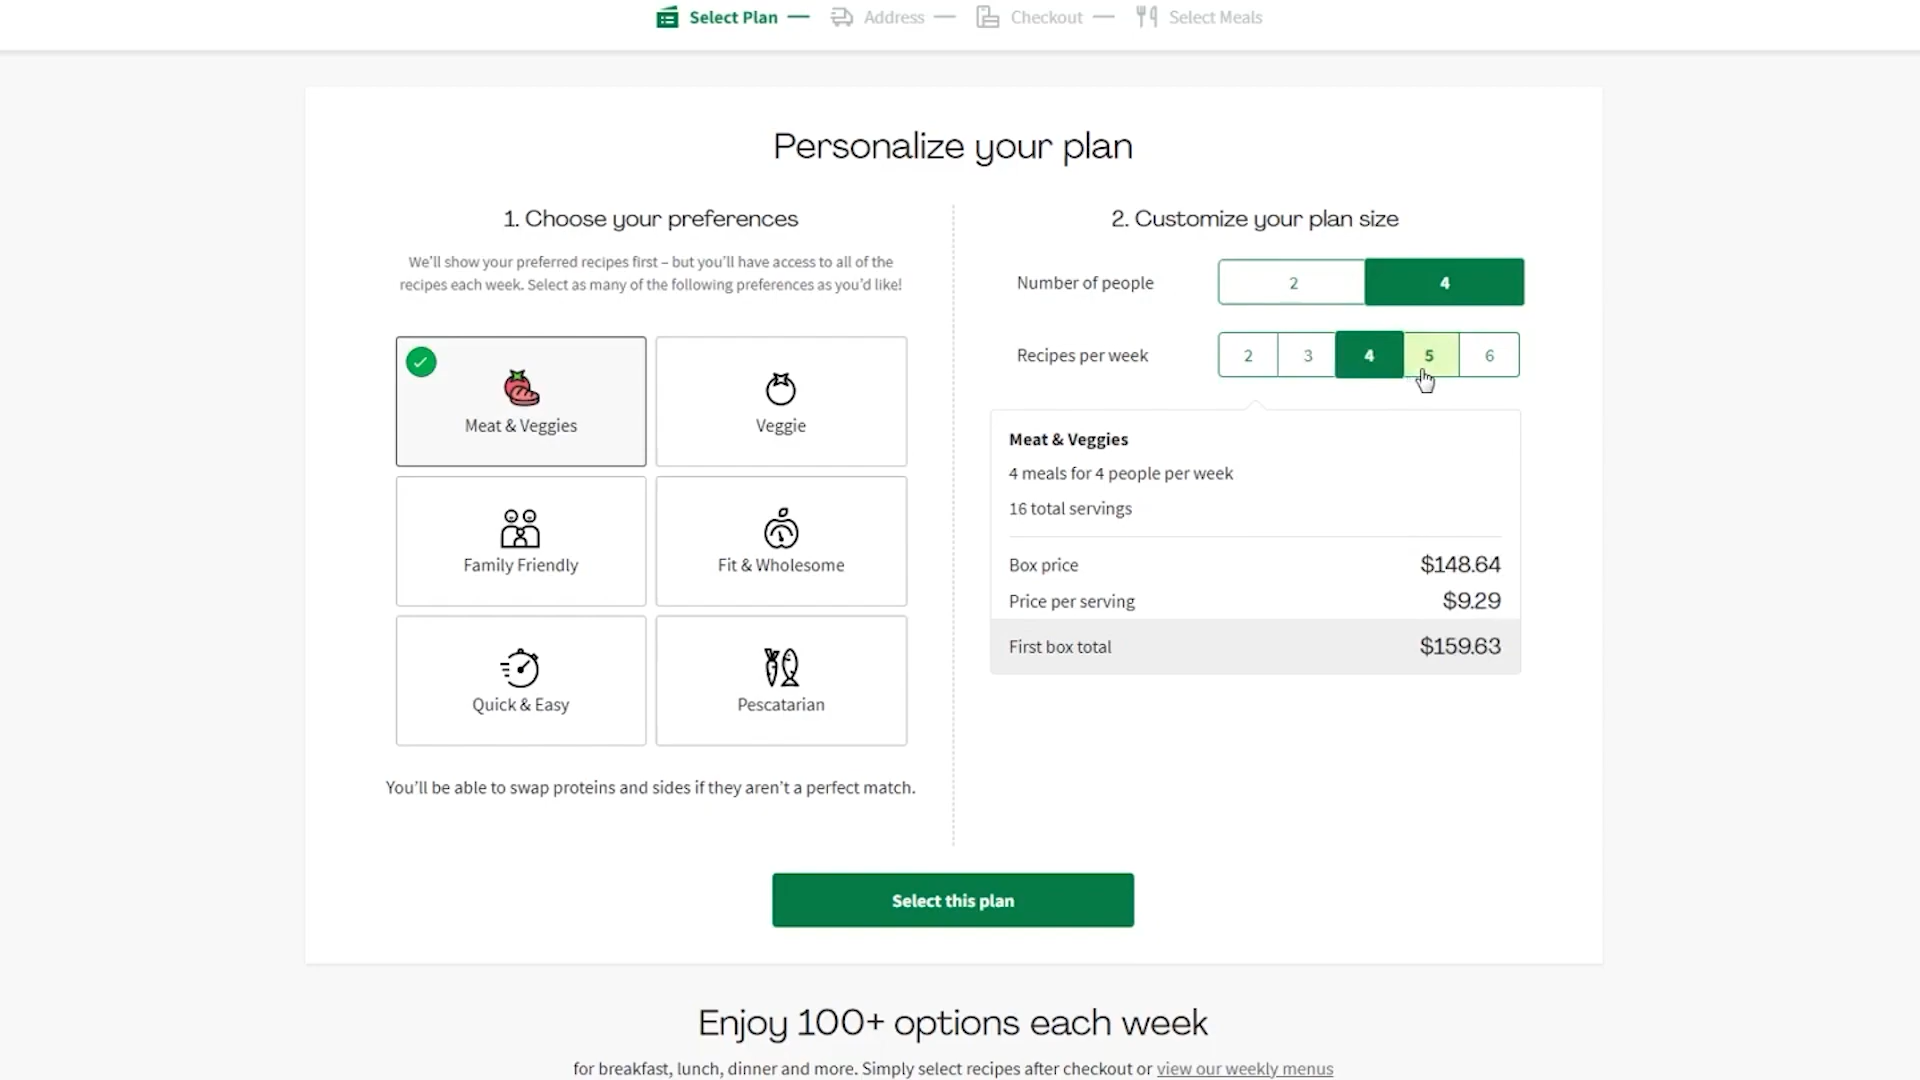 Select Plan
Address
Checkout
Select Meals
Personalize your plan
1. Choose your preferences
We'll show your preferred recipes first – but you'll have access to all of the
recipes each week. Select as many of the following preferences as you'd like!
Meat & Veggies
Veggie
Family Friendly
Fit & Wholesome
Quick & Easy
Pescatarian
You'll be able to swap proteins and sides if they aren't a perfect match.
2. Customize your plan size
Number of people
2
4
Recipes per week
2
3
4
5
6
Meat & Veggies
4 meals for 4 people per week
16 total servings
Box price $148.64
Price per serving $9.29
First box total $159.63
Select this plan
Enjoy 100+ options each week
for breakfast, lunch, dinner and more. Simply select recipes after checkout or view our weekly menus